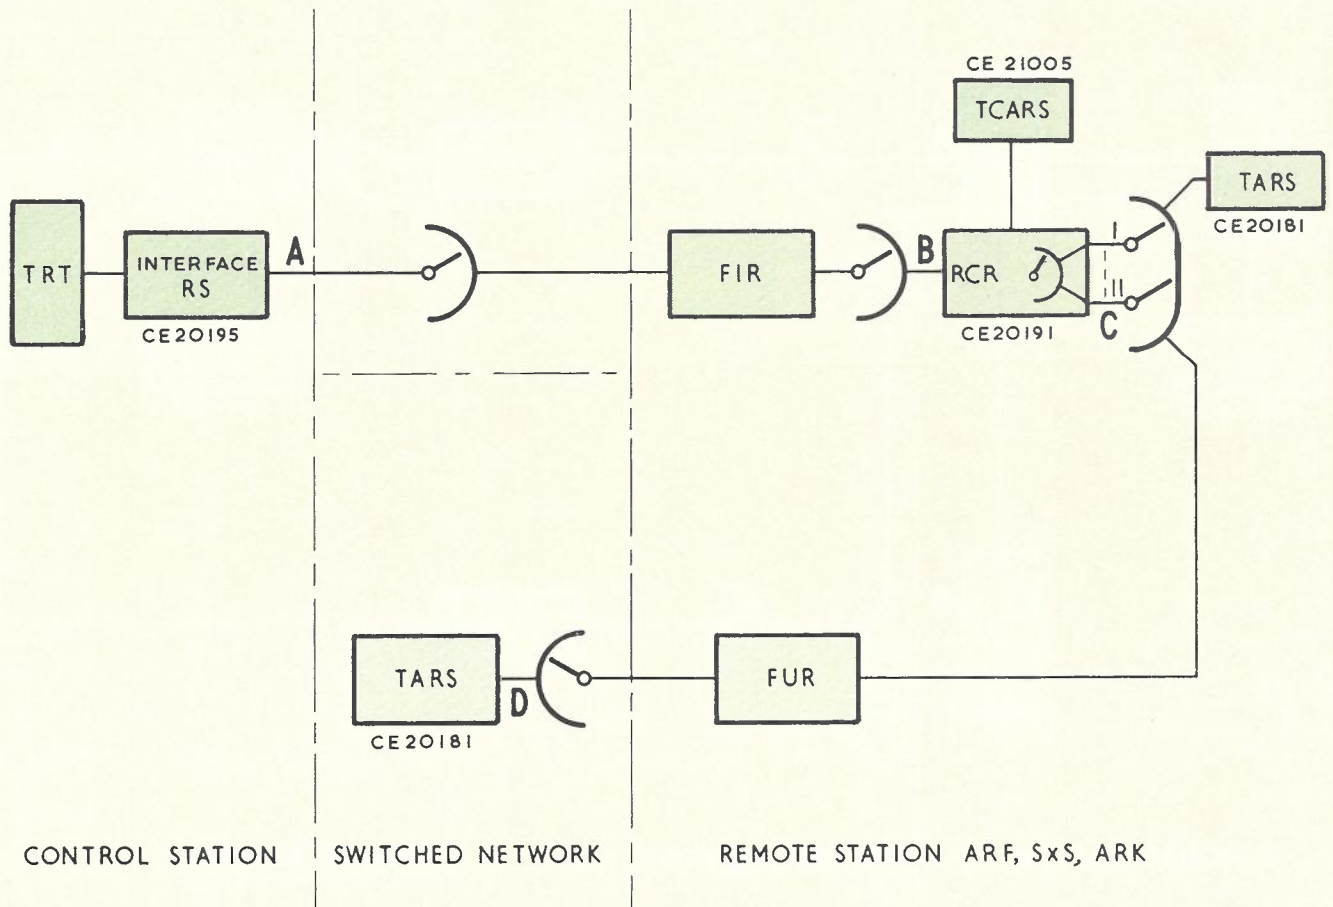 CE 21005
TCARS
TARS
CE20181
TRT
INTERFACE
RS
CE20195
A
FIR
B
RCR
CE20191
I
II
C
TARS
CE20181
D
FUR
CONTROL STATION
SWITCHED NETWORK
REMOTE STATION ARF, SxS, ARK